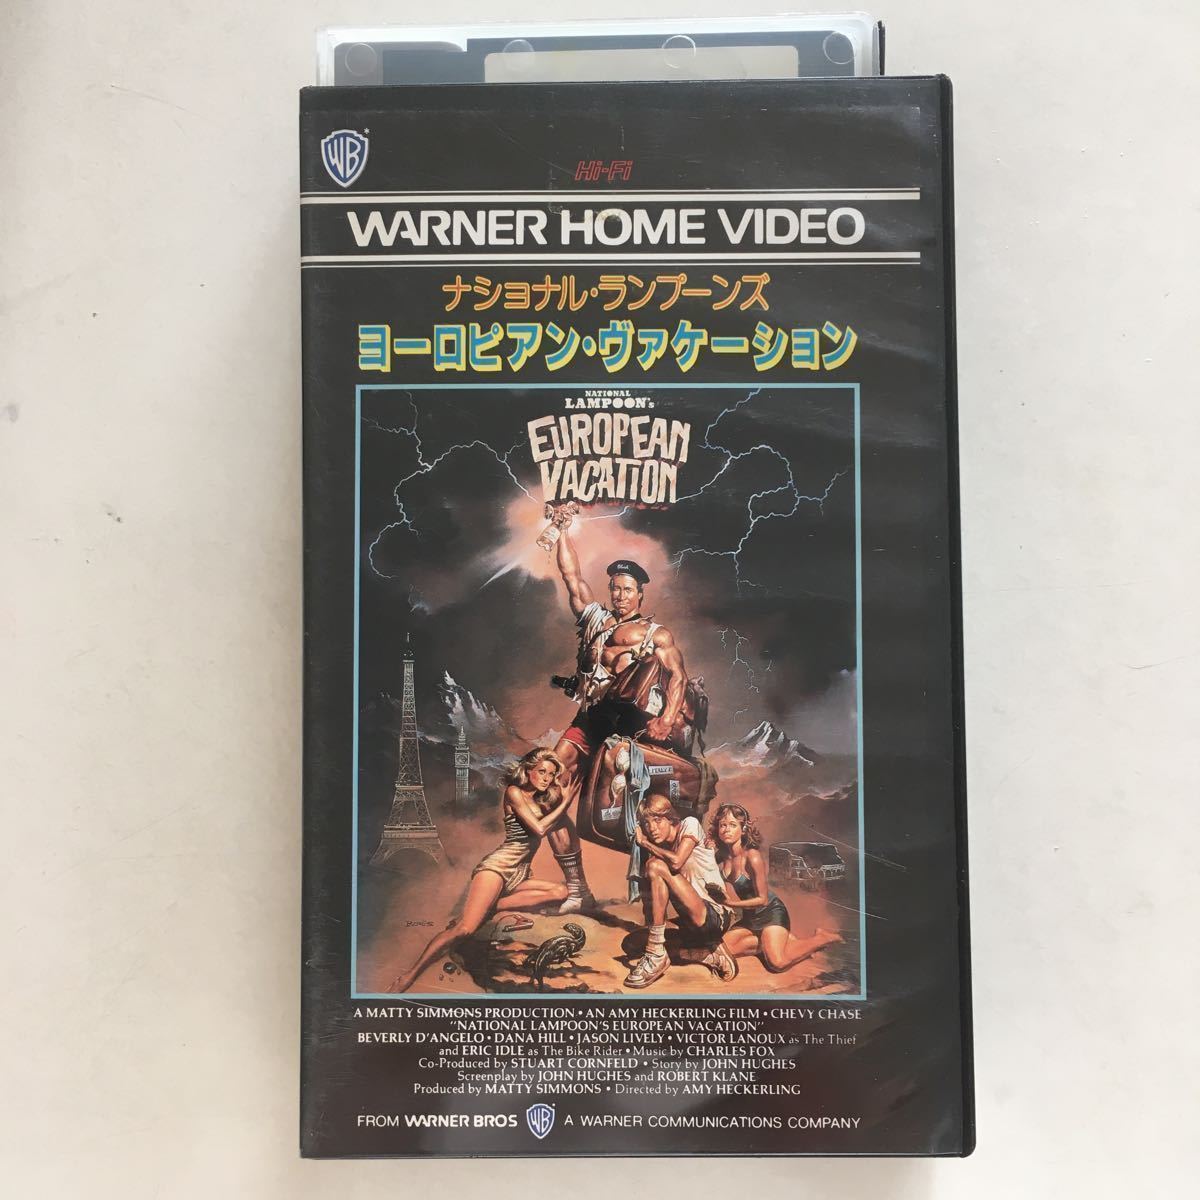 WB
Hi-Fi
WARNER HOME VIDEO
ナショナル・ランプーンズ
ヨーロピアン・ヴァケーション
NATIONAL
LAMPOON's
EUROPEAN
VACATION
ITALY
BORIS
A MATTY SIMMONS PRODUCTION • AN AMY HECKERLING FILM • CHEVY CHASE
"NATIONAL LAMPOON'S EUROPEAN VACATION"
BEVERLY D'ANGELO • DANA HILL • JASON LIVELY • VICTOR LANOUX as The Thief
and ERIC IDLE as The Bike Rider • Music by CHARLES FOX
Co-Produced by STUART CORNFELD • Story by JOHN HUGHES
Screenplay by JOHN HUGHES and ROBERT KLANE
Produced by MATTY SIMMONS • Directed by AMY HECKERLING
FROM WARNER BROS WB A WARNER COMMUNICATIONS COMPANY